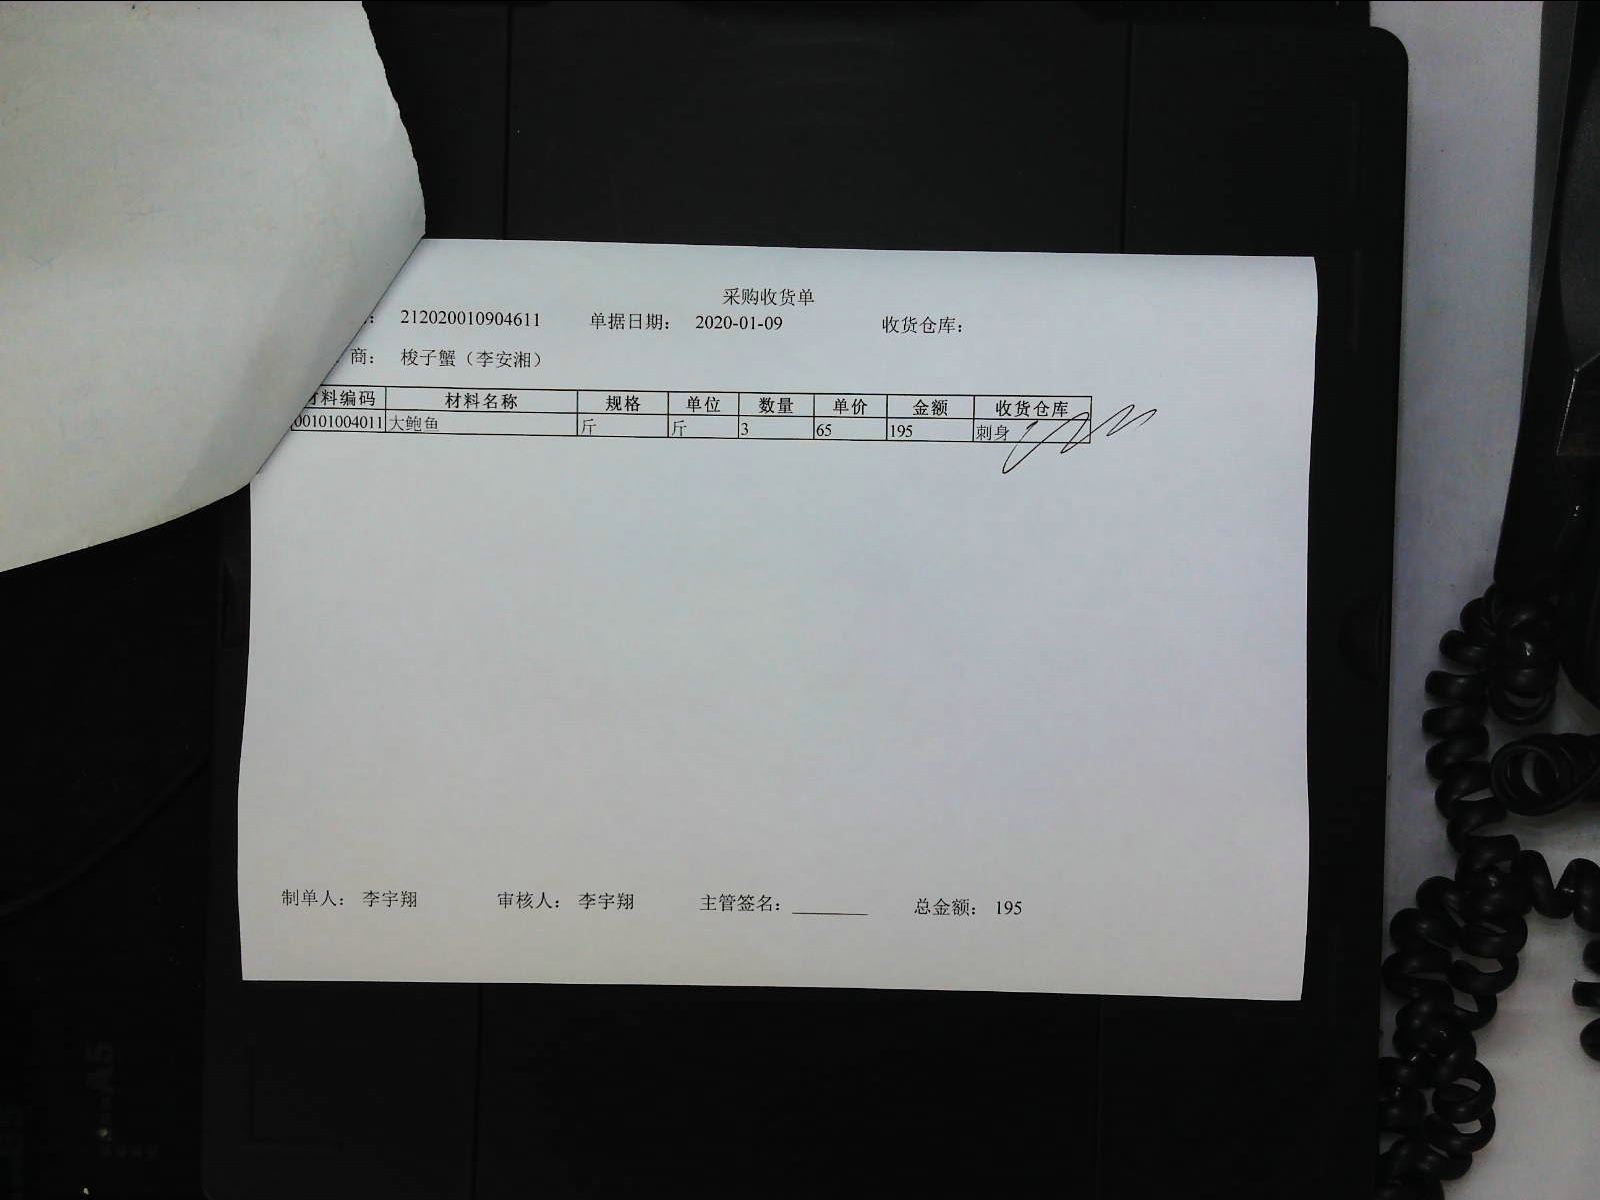 采购收货单
: 212020010904611 单据日期: 2020-01-09 收货仓库:
商: 梭子蟹（李安湘）
材料编码 材料名称 规格 单位 数量 单价 金额 收货仓库
00101004011 大鲍鱼 斤 斤 3 65 195 刺身
制单人: 李宇翔 审核人: 李宇翔 主管签名: ________ 总金额: 195
A5